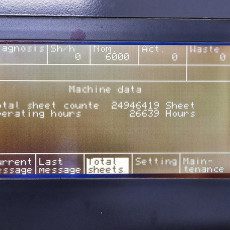 iagnosis Sh/h Nom Act. Waste
0 6000 0 0
Machine data
otal sheet counte 24946419 Sheet
perating hours 26639 Hours
urrent Last Total Setting Main-
essage message sheets tenance